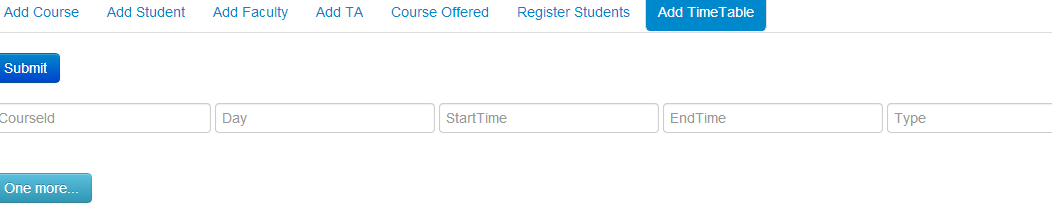 Add Course Add Student Add Faculty Add TA Course Offered Register Students Add TimeTable
Submit
CourseId Day StartTime EndTime Type
One more...